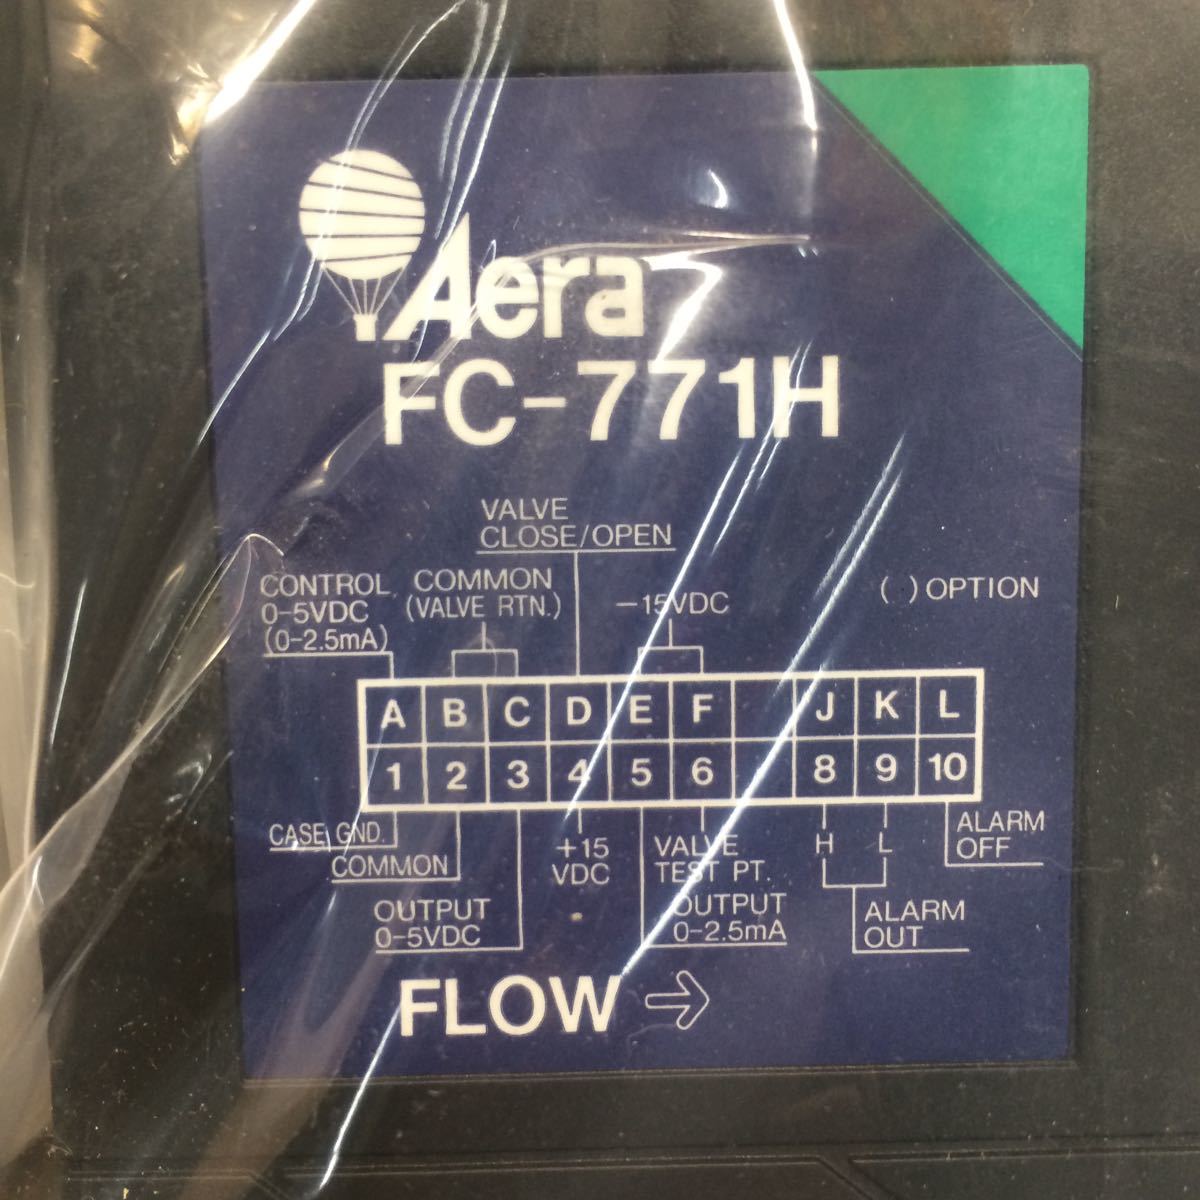 Aera
FC-771H
VALVE
CLOSE/OPEN
CONTROL
0-5VDC
(0-2.5mA)
COMMON
(VALVE RTN.)
-15VDC
( ) OPTION
A B C D E F J K L
1 2 3 4 5 6 8 9 10
CASE GND.
COMMON
OUTPUT
0-5VDC
+15
VDC
VALVE
TEST PT.
OUTPUT
0-2.5mA
H L
ALARM
OUT
ALARM
OFF
FLOW →